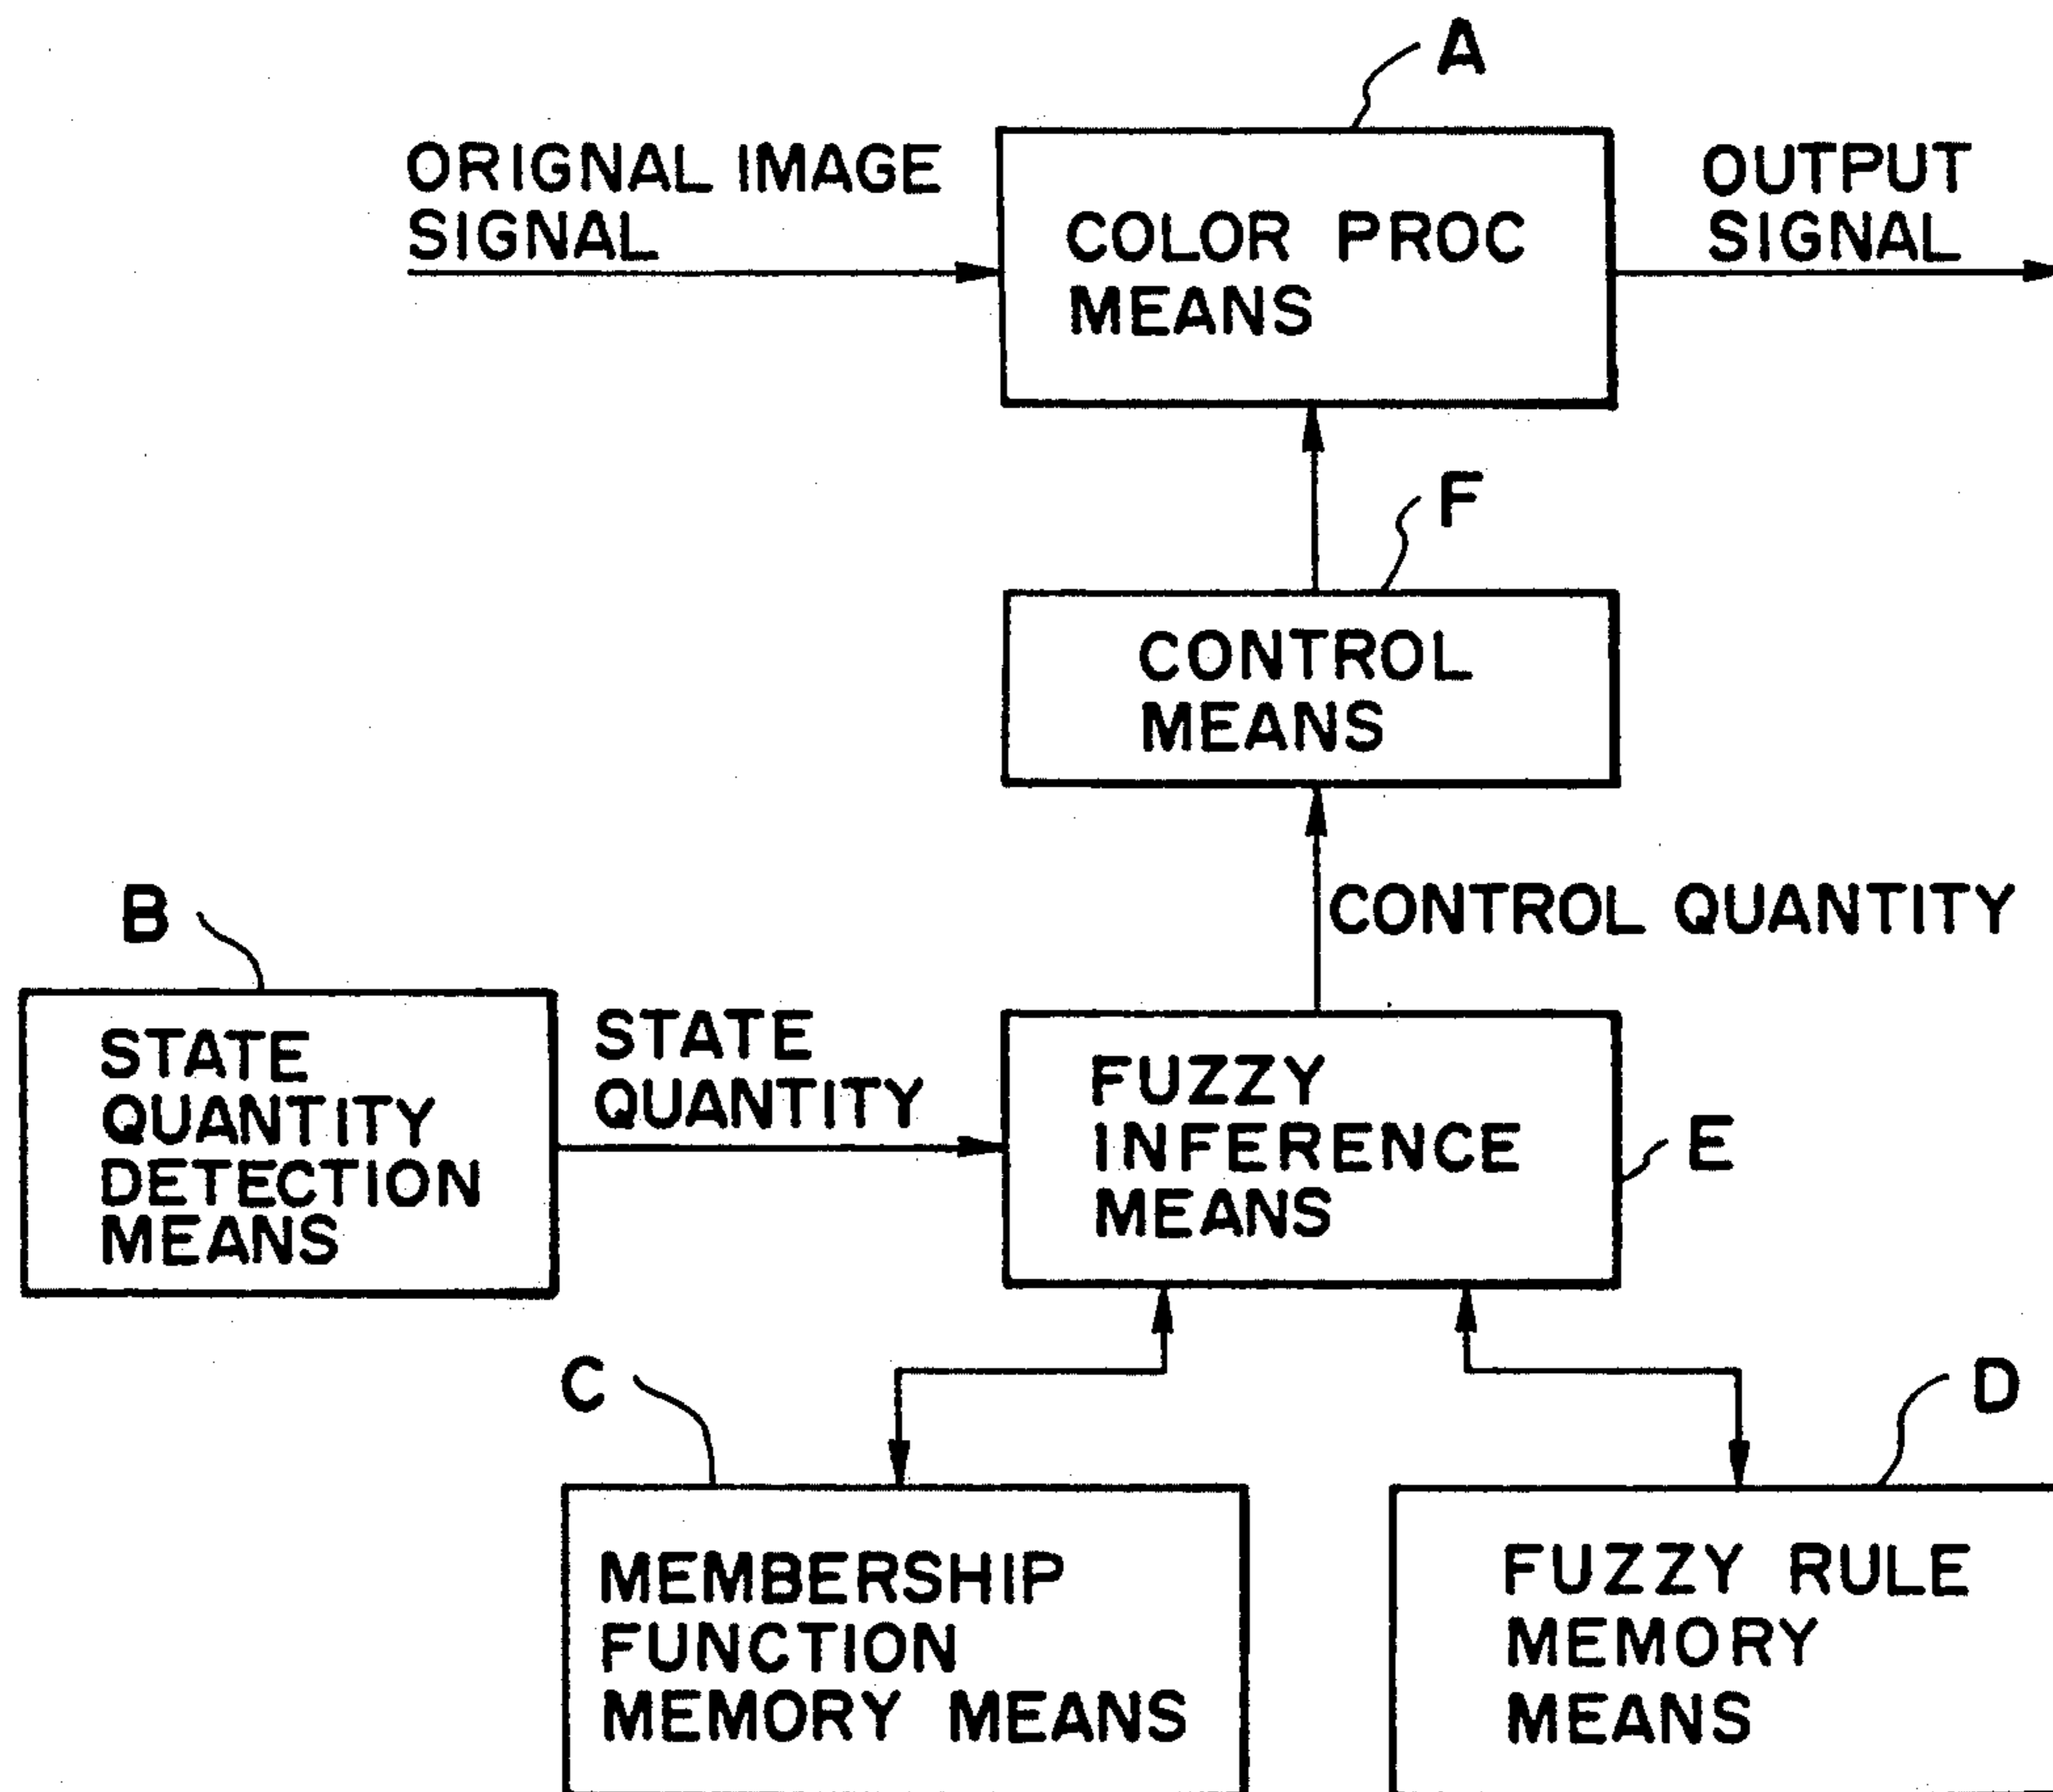 A
ORIGNAL IMAGE
SIGNAL
COLOR PROC
MEANS
OUTPUT
SIGNAL
F
CONTROL
MEANS
CONTROL QUANTITY
B
STATE
QUANTITY
DETECTION
MEANS
STATE
QUANTITY
FUZZY
INFERENCE
MEANS
E
C
D
MEMBERSHIP
FUNCTION
MEMORY MEANS
FUZZY RULE
MEMORY
MEANS